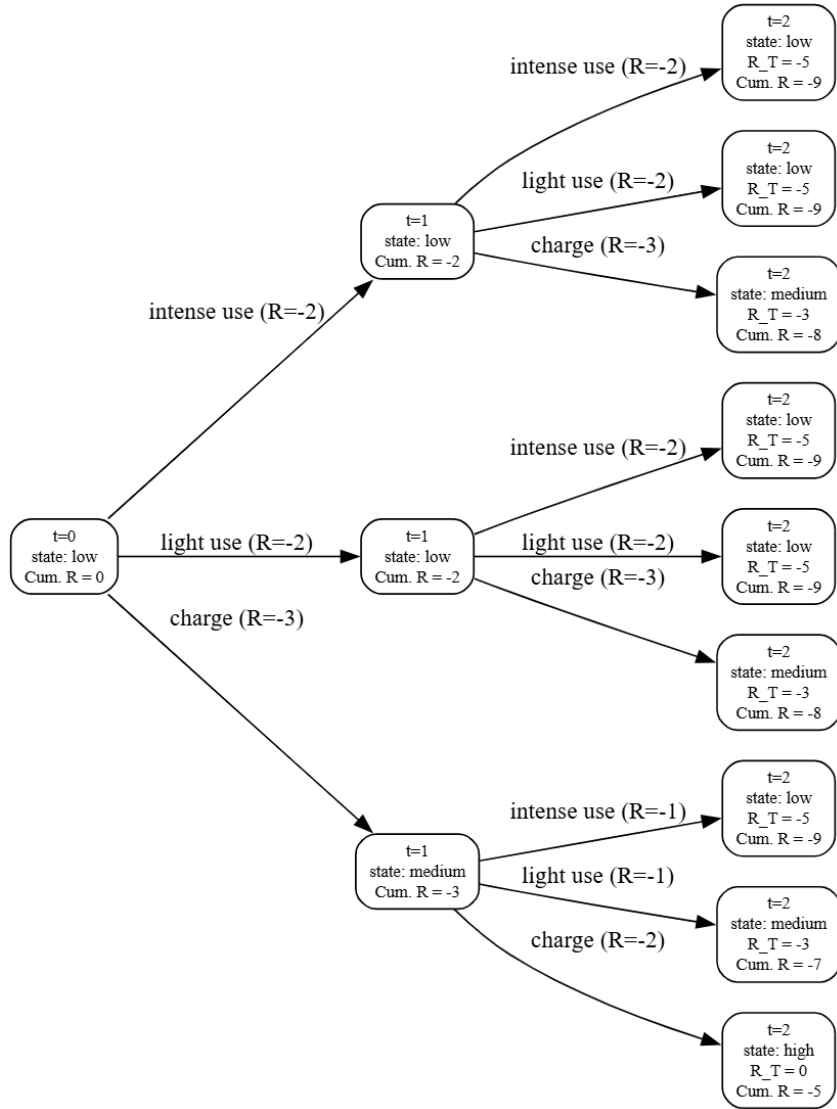 t=0
state: low
Cum. R = 0
intense use (R=-2)
light use (R=-2)
charge (R=-3)
t=1
state: low
Cum. R = -2
intense use (R=-2)
light use (R=-2)
charge (R=-3)
t=2
state: low
R_T = -5
Cum. R = -9
t=2
state: low
R_T = -5
Cum. R = -9
t=2
state: medium
R_T = -3
Cum. R = -8
t=1
state: low
Cum. R = -2
intense use (R=-2)
light use (R=-2)
charge (R=-3)
t=2
state: low
R_T = -5
Cum. R = -9
t=2
state: low
R_T = -5
Cum. R = -9
t=2
state: medium
R_T = -3
Cum. R = -8
t=1
state: medium
Cum. R = -3
intense use (R=-1)
light use (R=-1)
charge (R=-2)
t=2
state: low
R_T = -5
Cum. R = -9
t=2
state: medium
R_T = -3
Cum. R = -7
t=2
state: high
R_T = 0
Cum. R = -5